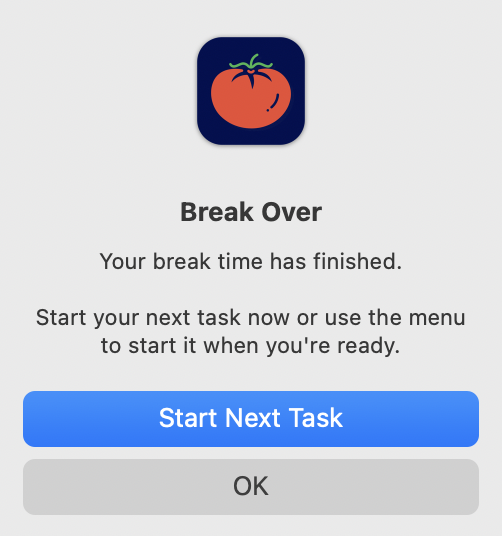 Break Over
Your break time has finished.
Start your next task now or use the menu
to start it when you're ready.
Start Next Task
OK